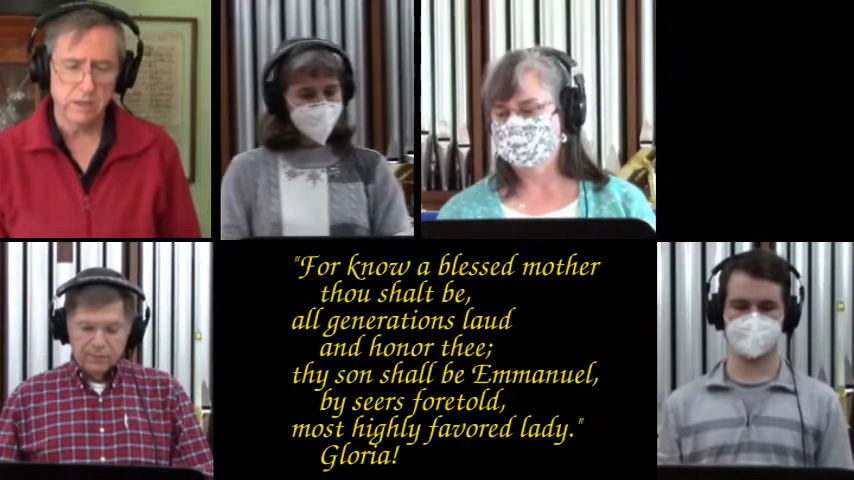 "For know a blessed mother
thou shalt be,
all generations laud
and honor thee;
thy son shall be Emmanuel,
by seers foretold,
most highly favored lady."
Gloria!